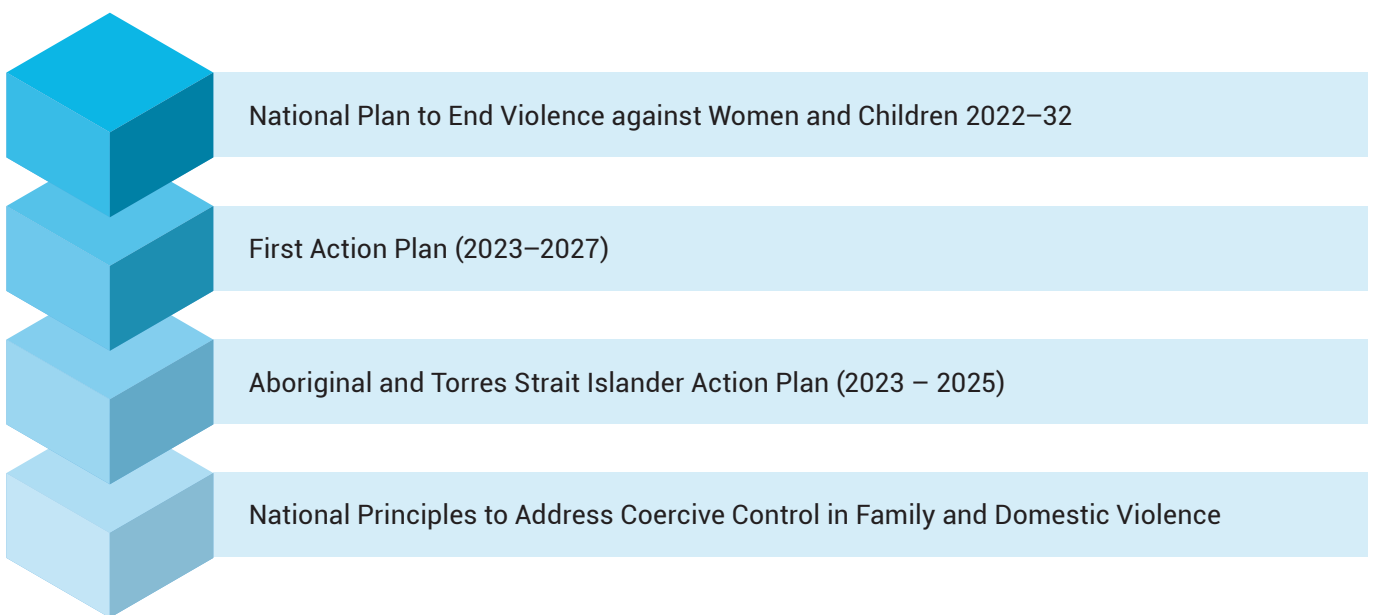 National Plan to End Violence against Women and Children 2022–32
First Action Plan (2023–2027)
Aboriginal and Torres Strait Islander Action Plan (2023 – 2025)
National Principles to Address Coercive Control in Family and Domestic Violence